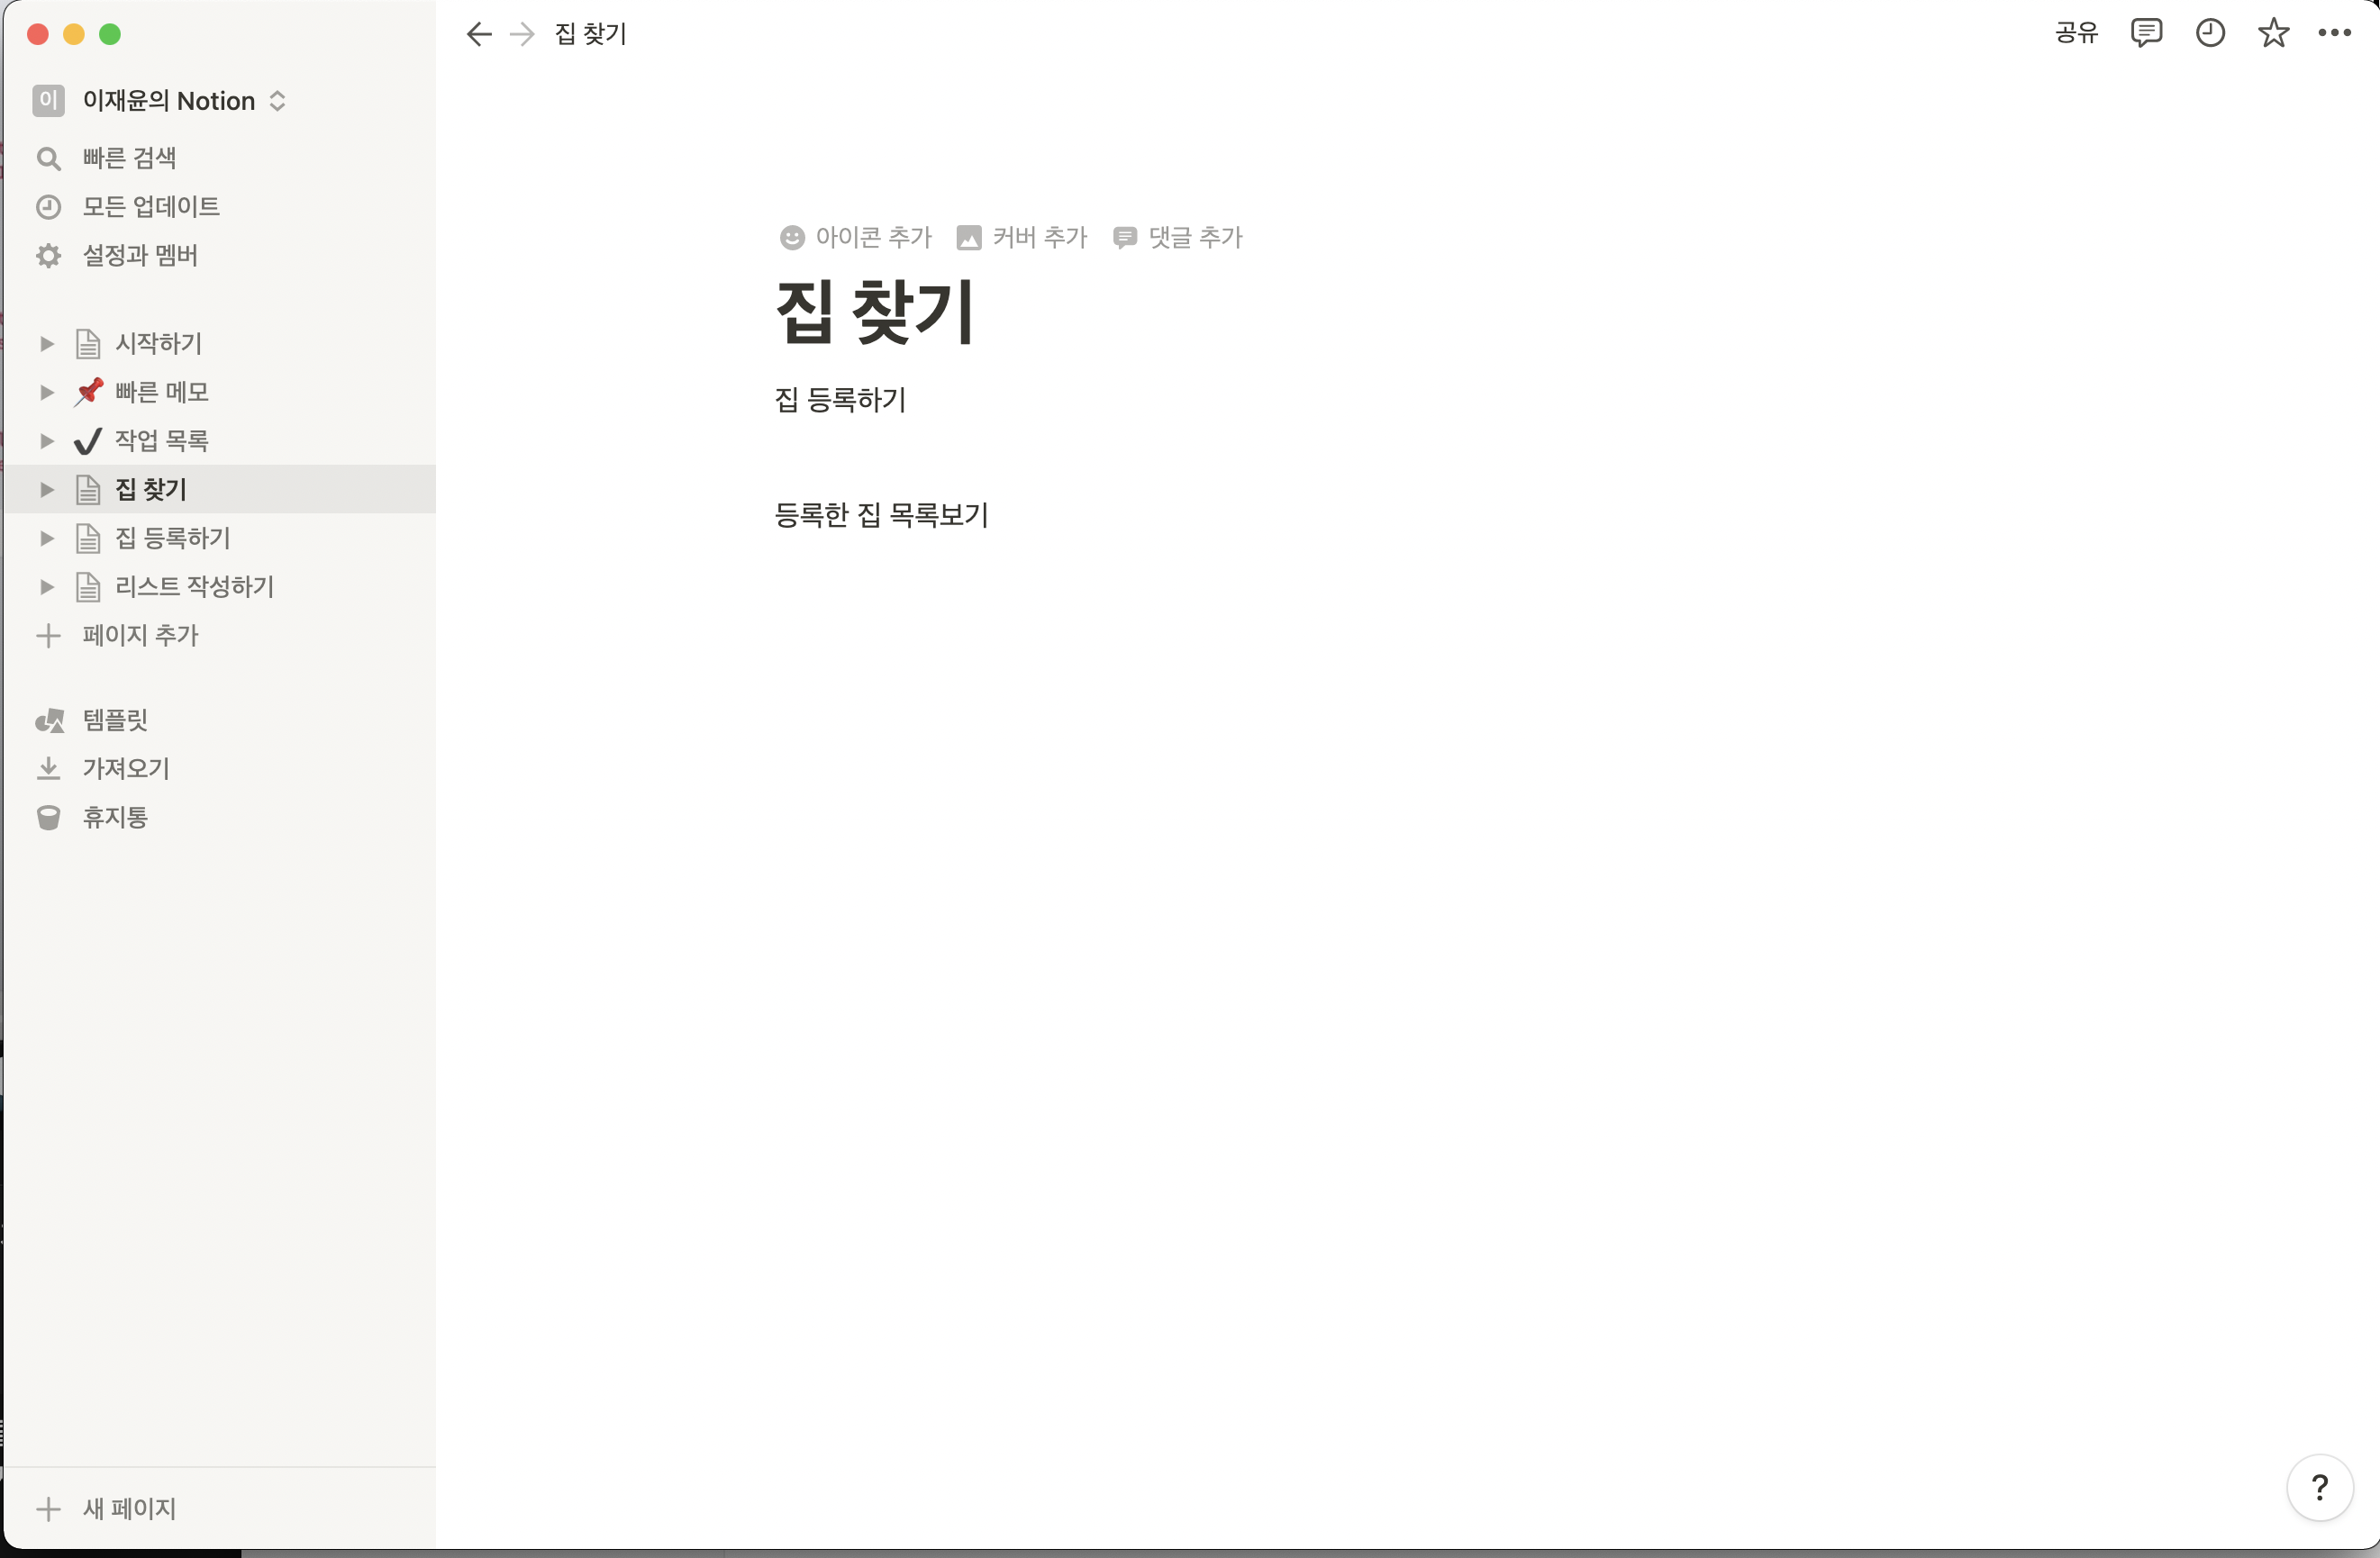 집 찾기
공유
이 이재윤의 Notion
빠른 검색
모든 업데이트
설정과 멤버
시작하기
빠른 메모
작업 목록
집 찾기
집 등록하기
리스트 작성하기
페이지 추가
템플릿
가져오기
휴지통
새 페이지
아이콘 추가 커버 추가 댓글 추가
집 찾기
집 등록하기
등록한 집 목록보기
?